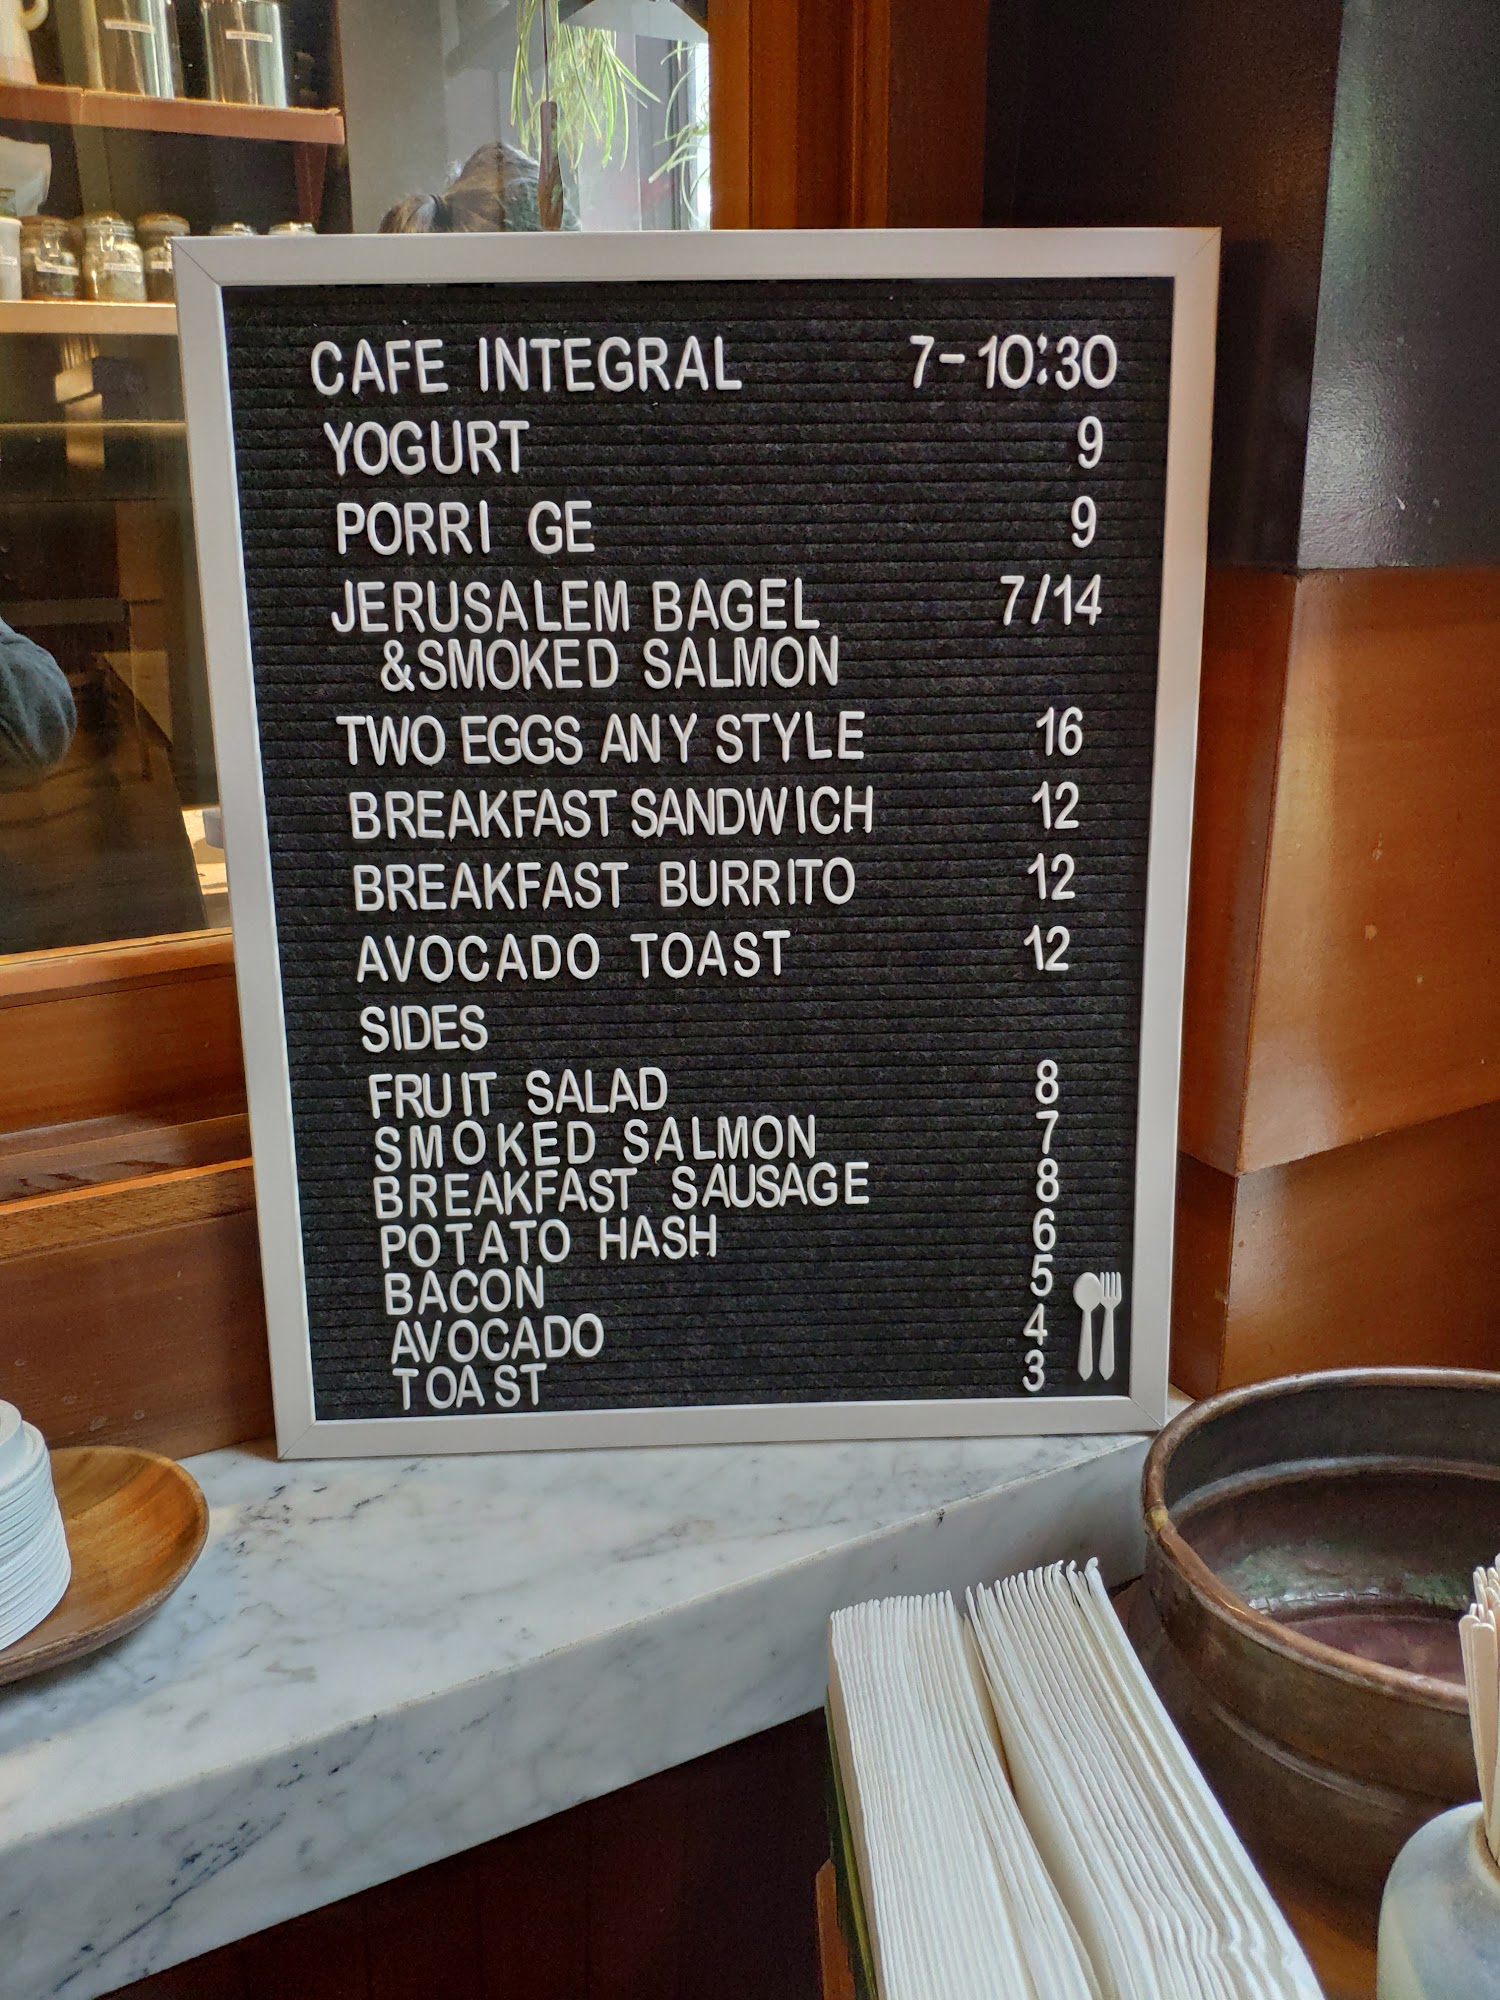 CAFE INTEGRAL 7-10:30
YOGURT 9
PORRI GE 9
JERUSALEM BAGEL 7/14
&SMOKED SALMON
TWO EGGS ANY STYLE 16
BREAKFAST SANDWICH 12
BREAKFAST BURRITO 12
AVOCADO TOAST 12
SIDES
FRUIT SALAD 8
SMOKED SALMON 7
BREAKFAST SAUSAGE 8
POTATO HASH 6
BACON 5
AVOCADO 4
TOAST 3